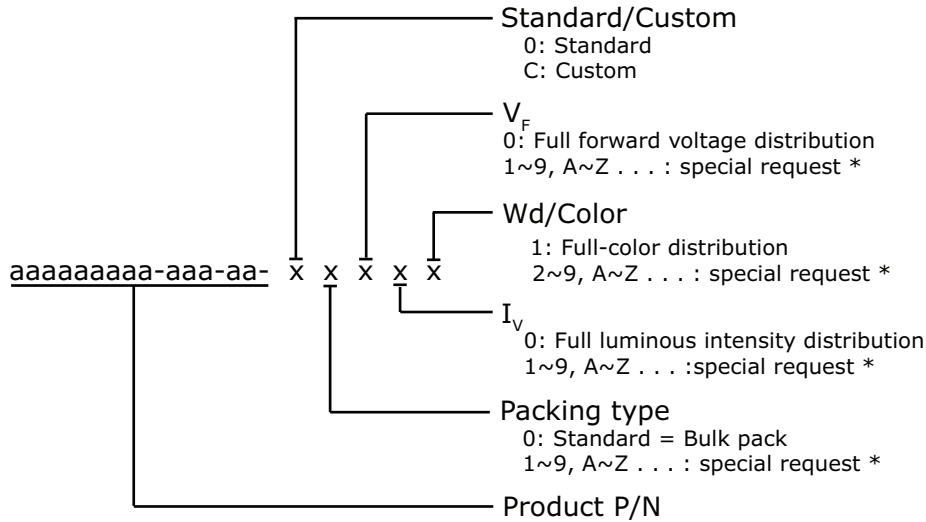 Standard/Custom
0: Standard
C: Custom
VF
0: Full forward voltage distribution
1~9, A~Z . . . : special request *
Wd/Color
1: Full-color distribution
2~9, A~Z . . . : special request *
aaaaaaaaa-aaa-aa- x x x x x
IV
0: Full luminous intensity distribution
1~9, A~Z . . . :special request *
Packing type
0: Standard = Bulk pack
1~9, A~Z . . . : special request *
Product P/N